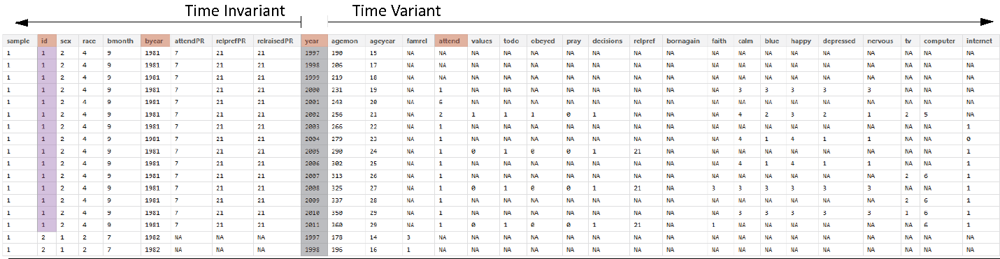 Time Invariant Time Variant
sample id sex race bmonth byear attendPR relprefPR relraisedPR year agemon ageyear famrel attend values todo obeyed pray decisions relpref bornagain faith calm blue happy depressed nervous tv computer internet
1 1 2 4 9 1981 7 21 21 1997 190 15 NA NA NA NA NA NA NA NA NA NA NA NA NA NA NA NA NA NA
1 1 2 4 9 1981 7 21 21 1998 206 17 NA NA NA NA NA NA NA NA NA NA NA NA NA NA NA NA NA NA
1 1 2 4 9 1981 7 21 21 1999 219 18 NA NA NA NA NA NA NA NA NA NA NA NA NA NA NA NA NA NA
1 1 2 4 9 1981 7 21 21 2000 231 19 NA 1 NA NA NA NA NA NA NA NA 3 3 3 3 3 NA NA NA
1 1 2 4 9 1981 7 21 21 2001 243 20 NA 6 NA NA NA NA NA NA NA NA NA NA NA NA NA NA NA NA
1 1 2 4 9 1981 7 21 21 2002 256 21 NA 2 1 1 1 0 1 NA NA NA 4 2 3 2 1 2 5 NA
1 1 2 4 9 1981 7 21 21 2003 266 22 NA 1 NA NA NA NA NA NA NA NA NA NA NA NA NA NA NA 1
1 1 2 4 9 1981 7 21 21 2004 279 23 NA 1 NA NA NA NA NA NA NA NA 4 1 4 1 1 NA NA 0
1 1 2 4 9 1981 7 21 21 2005 290 24 NA 1 0 1 0 0 1 21 NA NA NA NA NA NA NA NA NA 1
1 1 2 4 9 1981 7 21 21 2006 302 25 NA 1 NA NA NA NA NA NA NA NA 4 1 4 1 1 NA NA 1
1 1 2 4 9 1981 7 21 21 2007 313 26 NA 1 NA NA NA NA NA NA NA NA NA NA NA NA NA 2 6 1
1 1 2 4 9 1981 7 21 21 2008 325 27 NA 1 0 1 0 0 1 21 NA 3 3 3 3 3 3 NA NA 1
1 1 2 4 9 1981 7 21 21 2009 337 28 NA 1 NA NA NA NA NA NA NA NA NA NA NA NA NA 2 6 1
1 1 2 4 9 1981 7 21 21 2010 350 29 NA 1 NA NA NA NA NA NA NA NA 3 3 3 3 3 1 6 1
1 1 2 4 9 1981 7 21 21 2011 360 29 NA 1 0 1 0 0 1 21 NA 1 NA NA NA NA NA NA 6 1
1 2 1 2 7 1982 NA NA NA 1997 178 14 3 NA NA NA NA NA NA NA NA NA NA NA NA NA NA NA NA NA
1 2 1 2 7 1982 NA NA NA 1998 196 16 1 NA NA NA NA NA NA NA NA NA NA NA NA NA NA NA NA NA